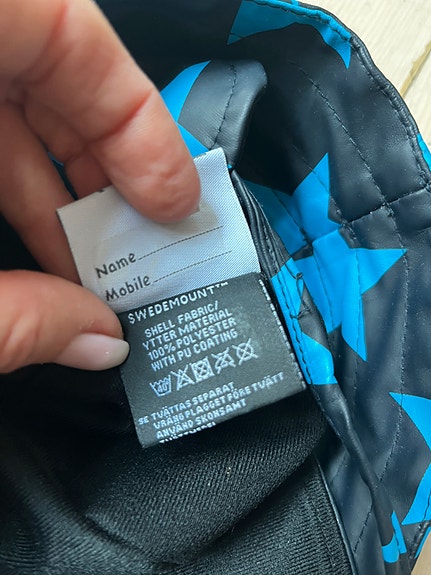 Name
Mobile
SWEDEMOUNT™
SHELL FABRIC/
YTTER MATERIAL
100% POLYESTER
WITH PU COATING
40
SE TVÄTTAS SEPARAT
VRÄNG PLAGGET FÖRE TVÄTT
ANVÄND SKONSAMT